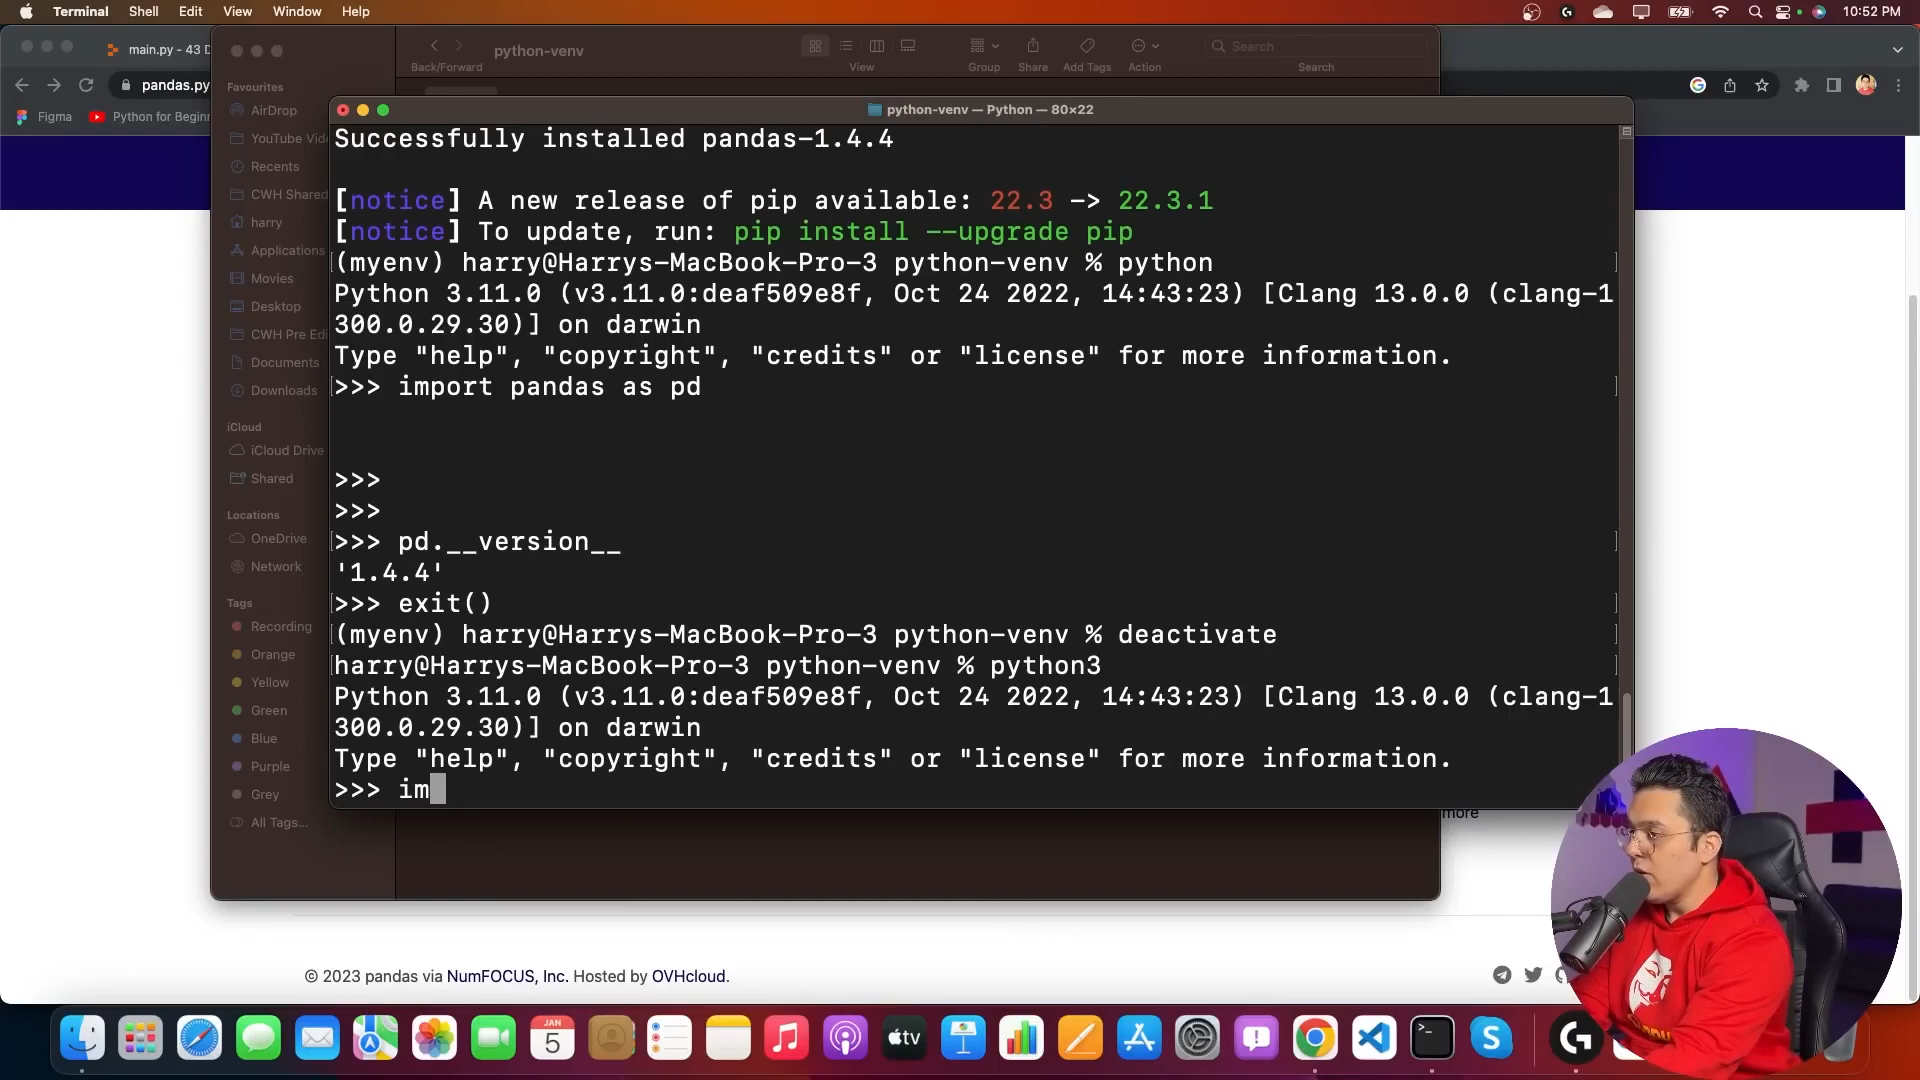 Terminal Shell Edit View Window Help 10:52 PM
main.py - 43
python-venv
Search
Back/Forward View Group Share Add Tags Action Search
pandas.py
Figma Python for Beginn
Favourites
AirDrop
YouTube Vid
Recents
CWH Shared
harry
Applications
Movies
Desktop
CWH Pre Edi
Documents
Downloads
iCloud
iCloud Drive
Shared
Locations
OneDrive
Network
Tags
Recording
Orange
Yellow
Green
Blue
Purple
Grey
All Tags...
python-venv — Python — 80×22
Successfully installed pandas-1.4.4
[notice] A new release of pip available: 22.3 -> 22.3.1
[notice] To update, run: pip install --upgrade pip
(myenv) harry@Harrys-MacBook-Pro-3 python-venv % python
Python 3.11.0 (v3.11.0:deaf509e8f, Oct 24 2022, 14:43:23) [Clang 13.0.0 (clang-1
300.0.29.30)] on darwin
Type "help", "copyright", "credits" or "license" for more information.
>>> import pandas as pd
>>>
>>>
>>> pd.__version__
'1.4.4'
>>> exit()
(myenv) harry@Harrys-MacBook-Pro-3 python-venv % deactivate
harry@Harrys-MacBook-Pro-3 python-venv % python3
Python 3.11.0 (v3.11.0:deaf509e8f, Oct 24 2022, 14:43:23) [Clang 13.0.0 (clang-1
300.0.29.30)] on darwin
Type "help", "copyright", "credits" or "license" for more information.
>>> im
more
© 2023 pandas via NumFOCUS, Inc. Hosted by OVHcloud.
JAN
5
tv